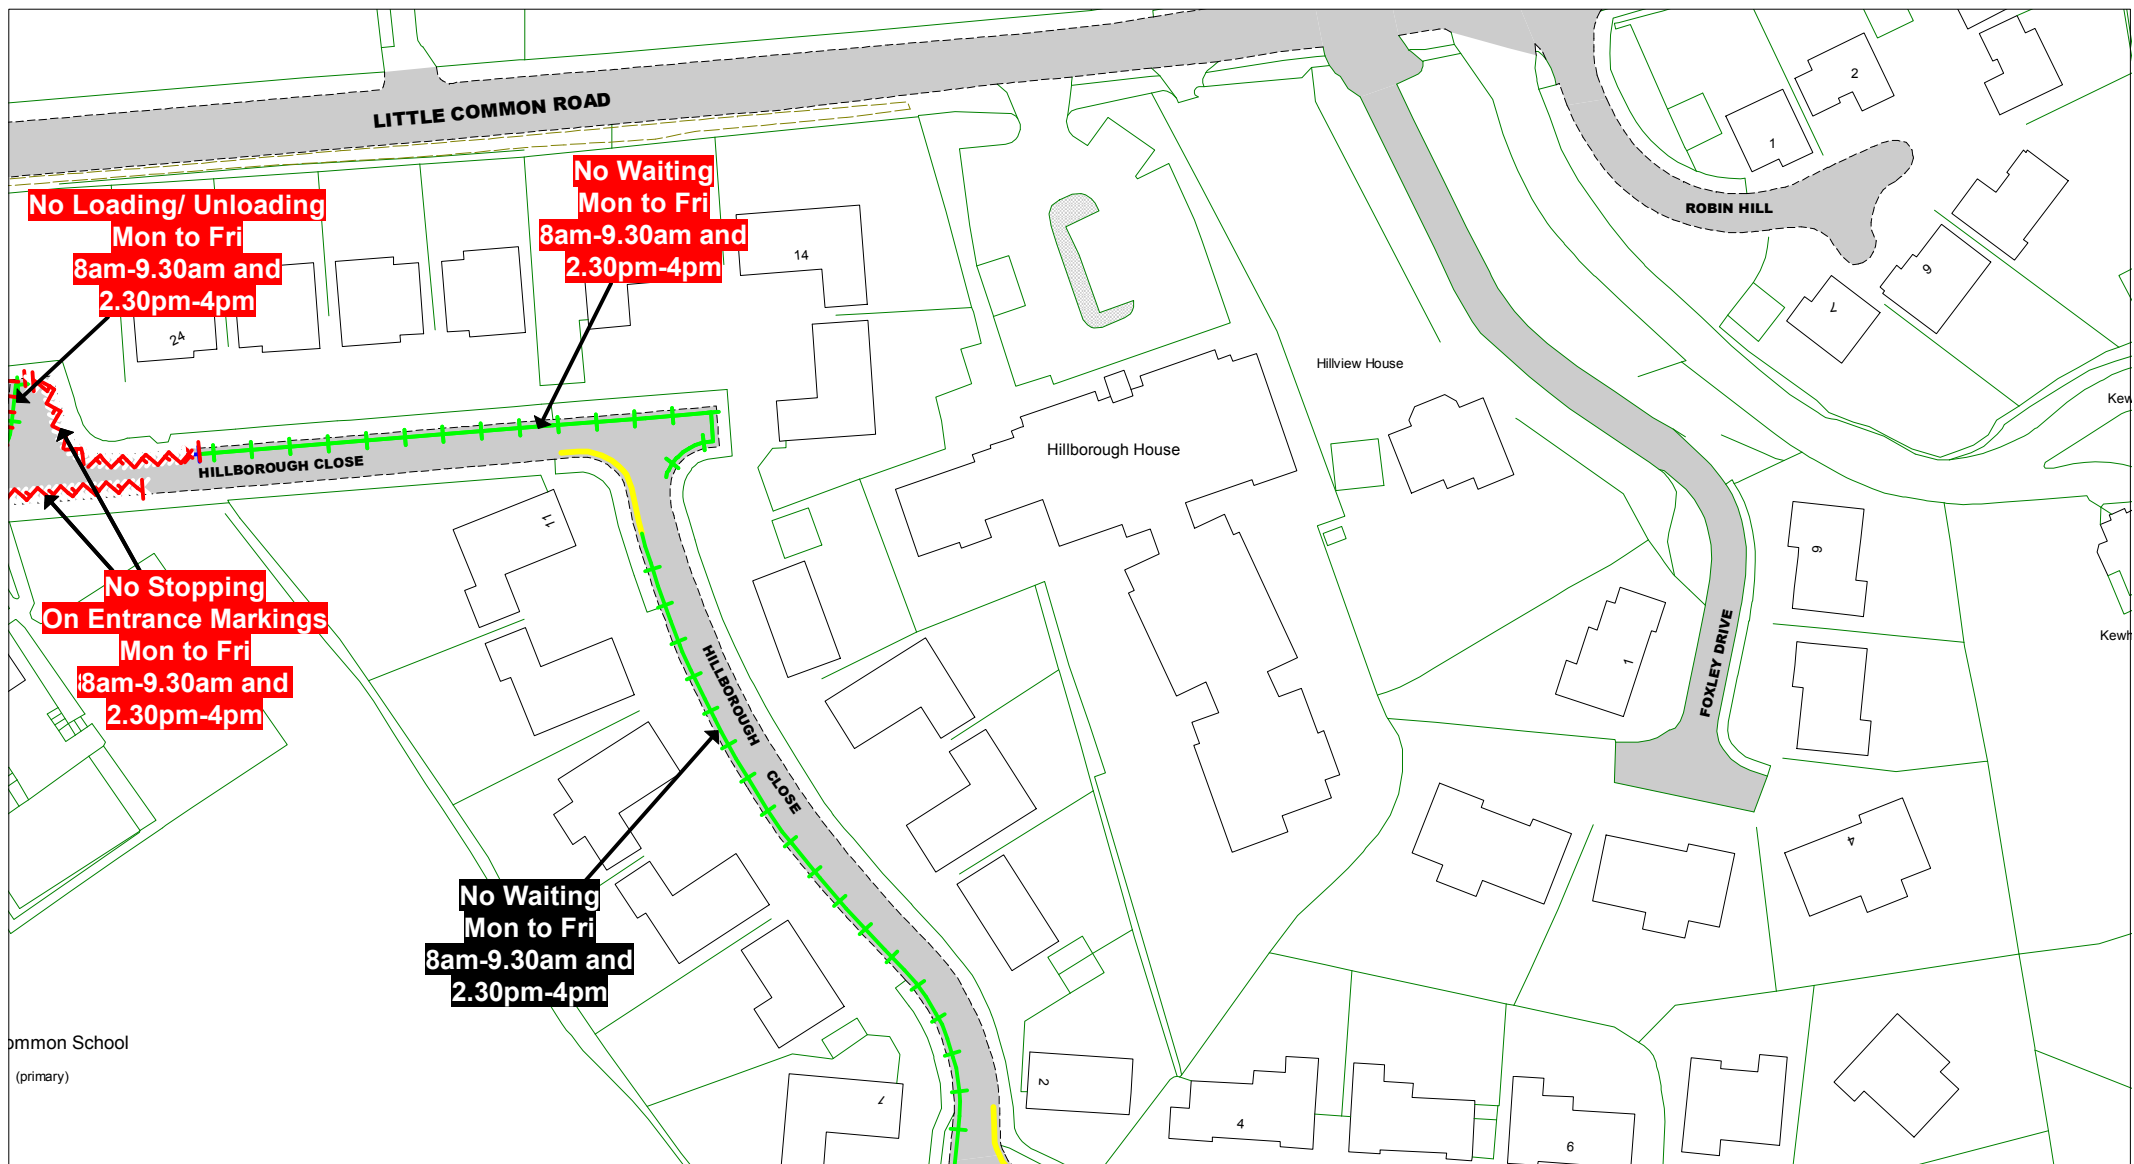 LITTLE COMMON ROAD
No Loading/ Unloading
Mon to Fri
8am-9.30am and
2.30pm-4pm
No Waiting
Mon to Fri
8am-9.30am and
2.30pm-4pm
2
1
ROBIN HILL
14
24
9
7
Hillview House
Kew
HILLBOROUGH CLOSE
Hillborough House
11
No Stopping
On Entrance Markings
Mon to Fri
8am-9.30am and
2.30pm-4pm
9
1
Kewh
HILLBOROUGH CLOSE
FOXLEY DRIVE
4
No Waiting
Mon to Fri
8am-9.30am and
2.30pm-4pm
ommon School
(primary)
2
7
4
6